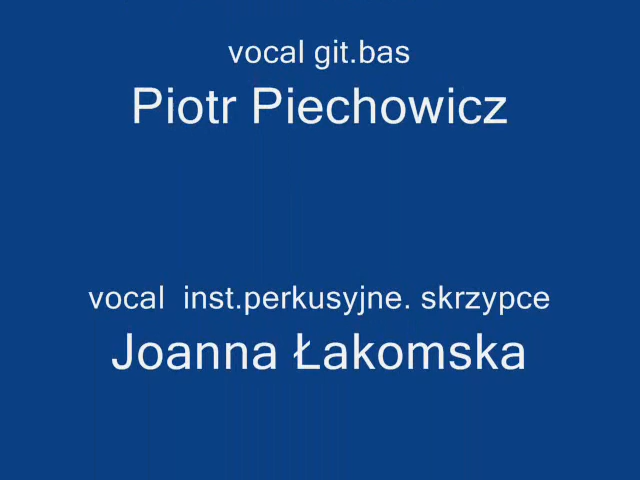 vocal git.bas
Piotr Piechowicz
vocal  inst.perkusyjne. skrzypce
Joanna Łakomska